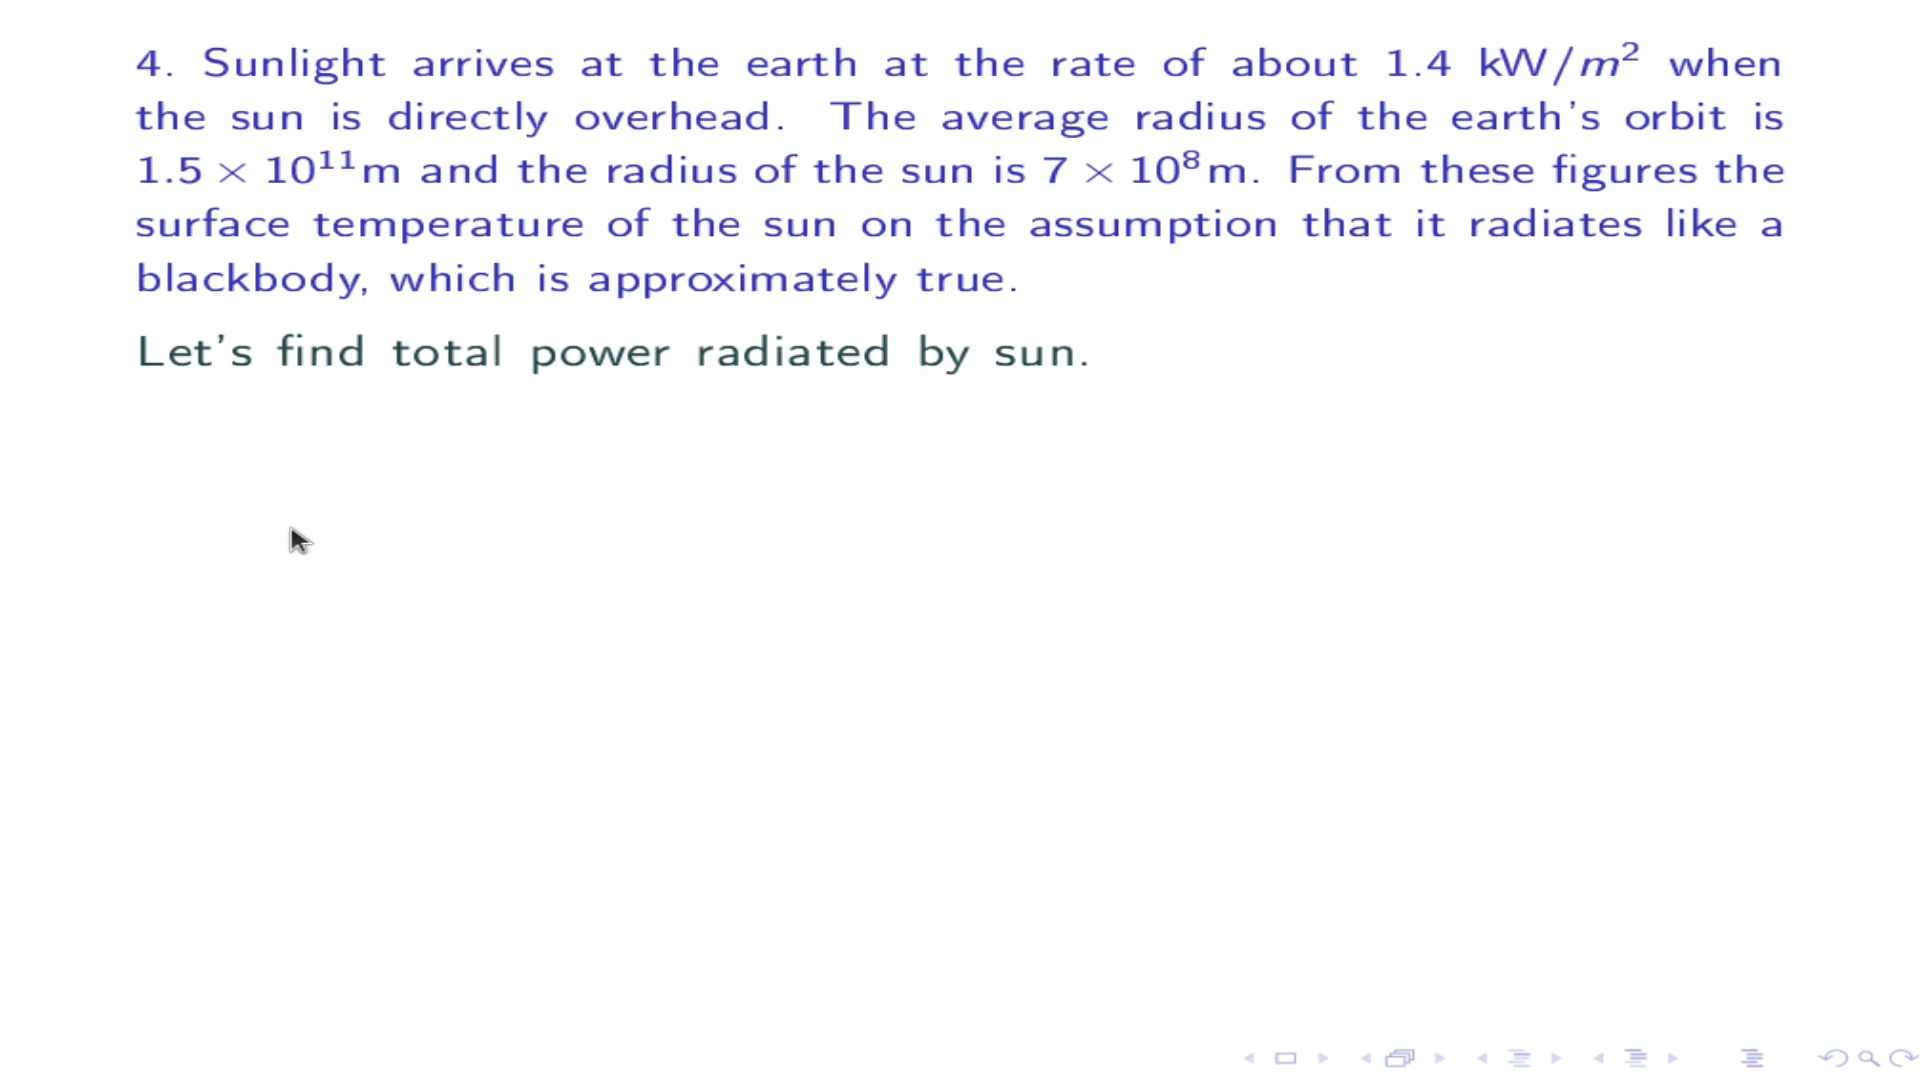 4. Sunlight arrives at the earth at the rate of about 1.4 kW/m² when
the sun is directly overhead. The average radius of the earth's orbit is
1.5 × 10¹¹m and the radius of the sun is 7 × 10⁸m. From these figures the
surface temperature of the sun on the assumption that it radiates like a
blackbody, which is approximately true.
Let's find total power radiated by sun.